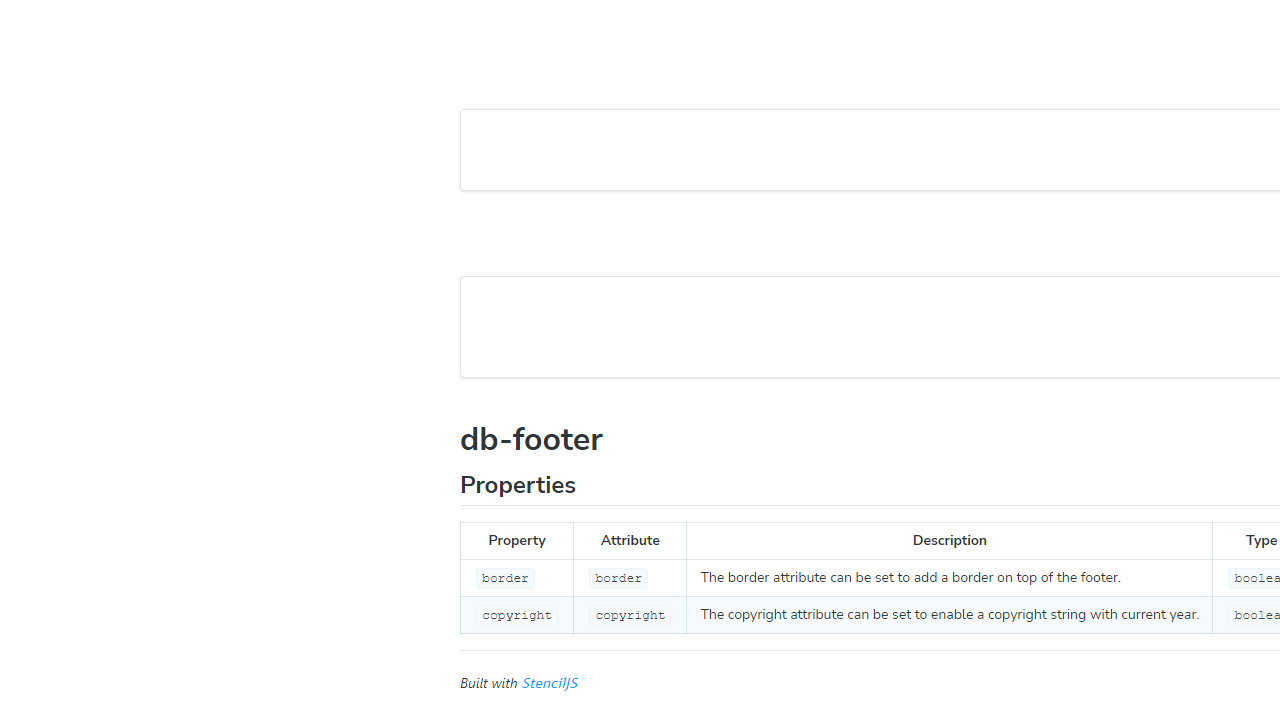 db-footer
Properties
Property Attribute Description Type
border border The border attribute can be set to add a border on top of the footer.
copyright copyright The copyright attribute can be set to enable a copyright string with current year.
Built with StencilJS